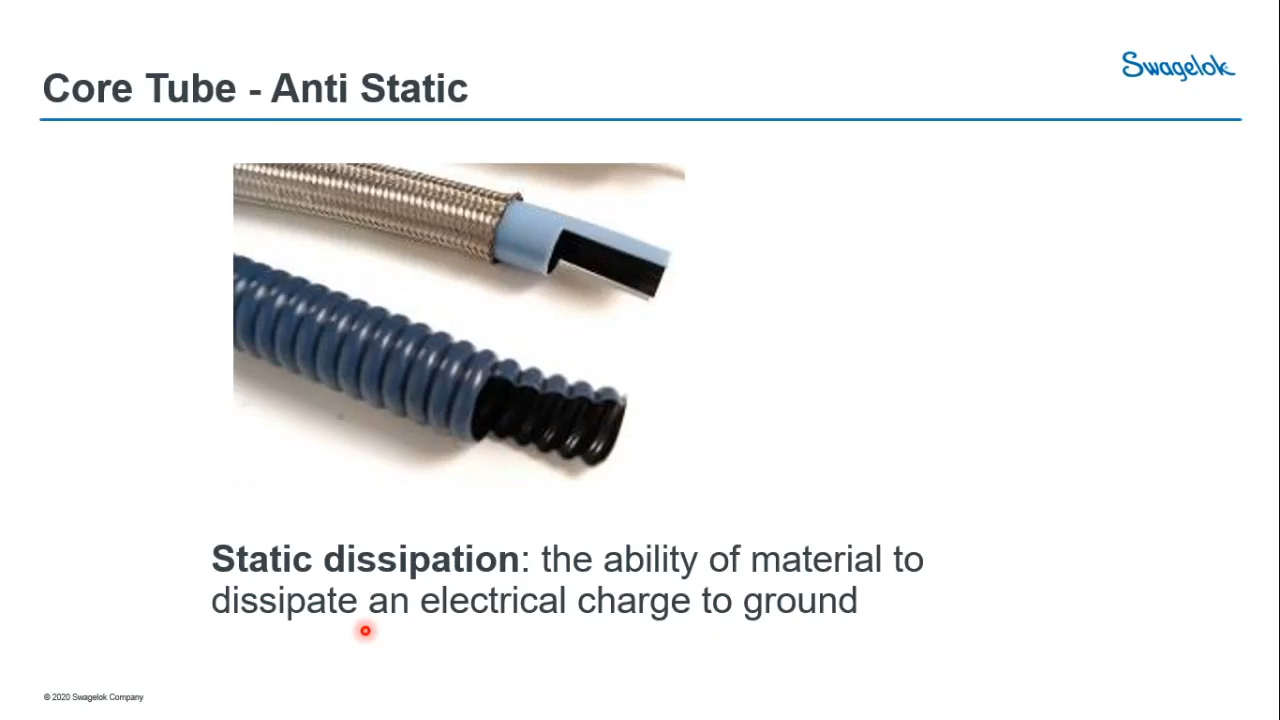 Swagelok
Core Tube - Anti Static
Static dissipation: the ability of material to
dissipate an electrical charge to ground
© 2020 Swagelok Company